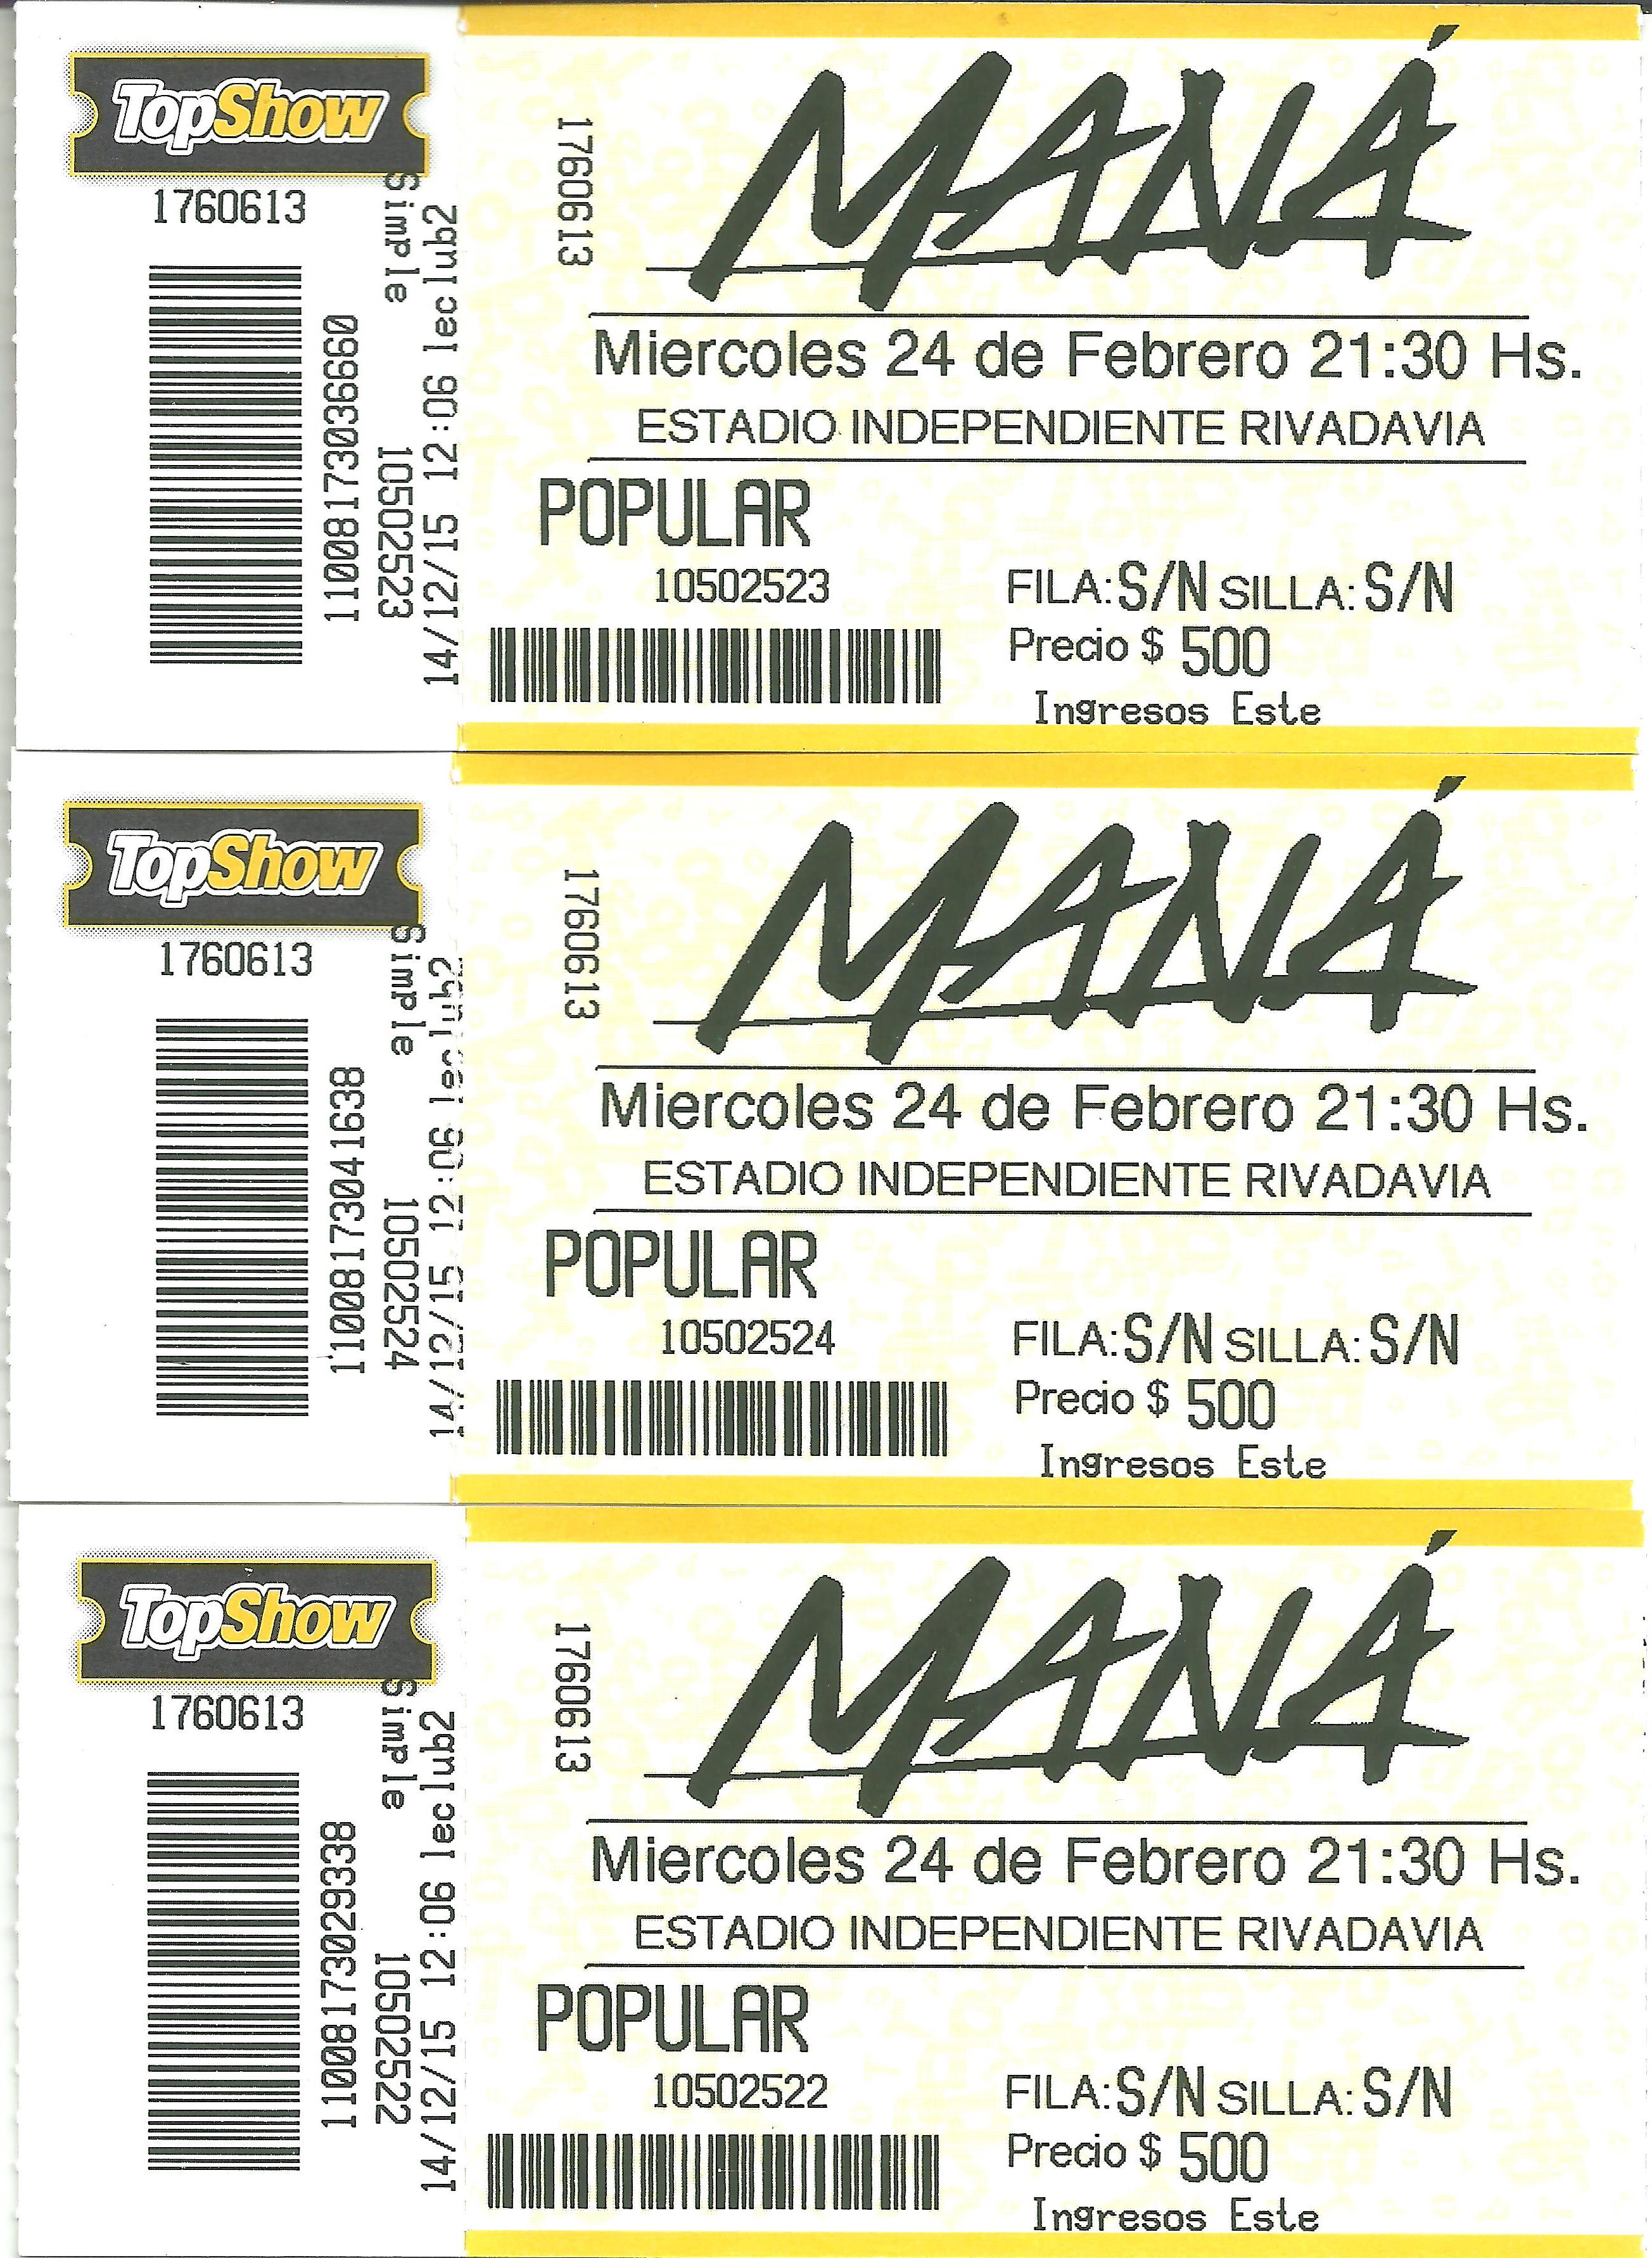 TopShow
1760613
110081730366​60
Simple
10502523
14/12/15 12:06 leclub2
1760613
MANÁ
Miercoles 24 de Febrero 21:30 Hs.
ESTADIO INDEPENDIENTE RIVADAVIA
POPULAR
10502523
FILA: S/N SILLA: S/N
Precio $ 500
Ingresos Este
TopShow
1760613
11008173041638
Simple
10502524
14/12/15 12:06 leclub2
1760613
MANÁ
Miercoles 24 de Febrero 21:30 Hs.
ESTADIO INDEPENDIENTE RIVADAVIA
POPULAR
10502524
FILA: S/N SILLA: S/N
Precio $ 500
Ingresos Este
TopShow
1760613
11008173029338
Simple
10502522
14/12/15 12:06 leclub2
1760613
MANÁ
Miercoles 24 de Febrero 21:30 Hs.
ESTADIO INDEPENDIENTE RIVADAVIA
POPULAR
10502522
FILA: S/N SILLA: S/N
Precio $ 500
Ingresos Este